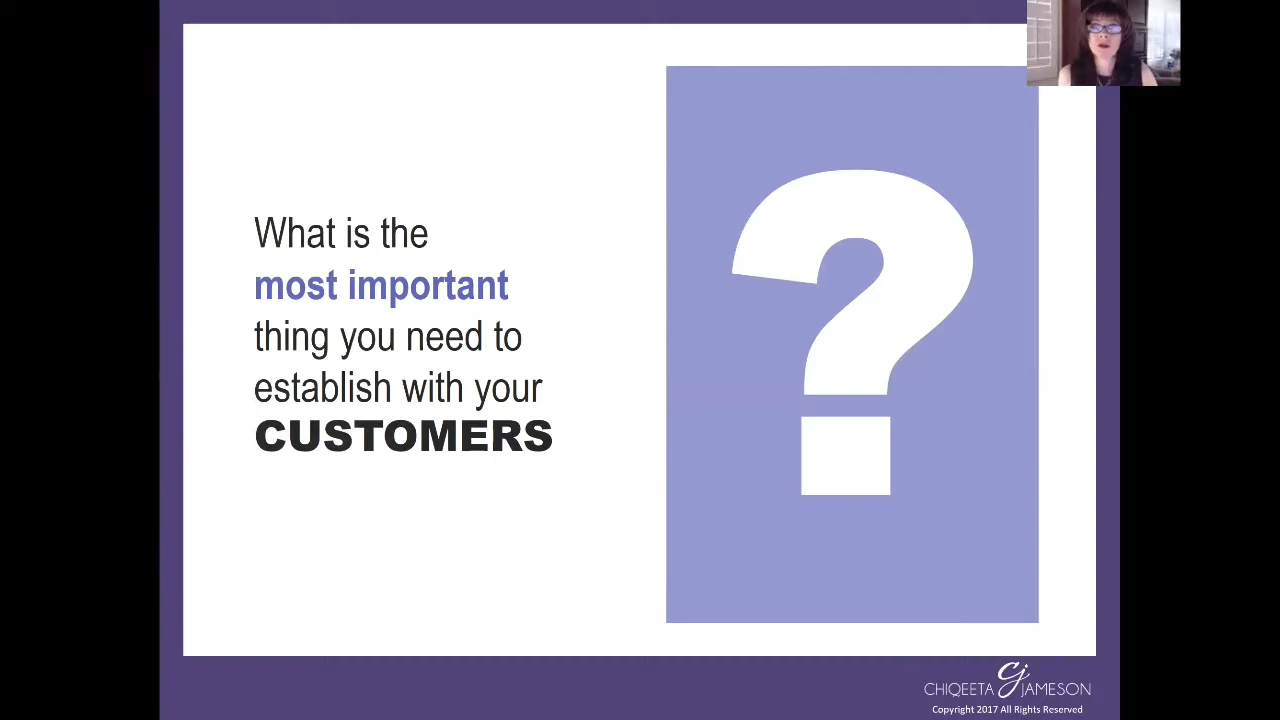 What is the
most important
thing you need to
establish with your
CUSTOMERS
?
CHIQEETA cj JAMESON
Copyright 2017 All Rights Reserved